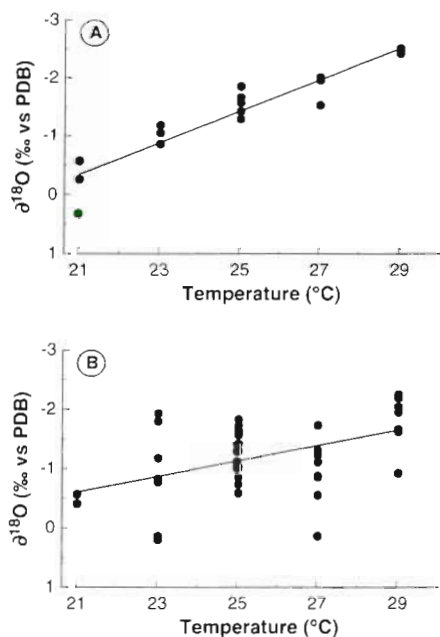 A
-3
-2
-1
0
1
∂18O (‰ vs PDB)
21 23 25 27 29
Temperature (°C)
B
-3
-2
-1
0
1
∂18O (‰ vs PDB)
21 23 25 27 29
Temperature (°C)